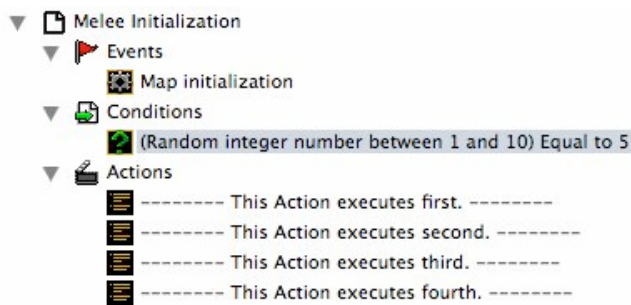 Melee Initialization
Events
Map initialization
Conditions
(Random integer number between 1 and 10) Equal to 5
Actions
-------- This Action executes first. --------
-------- This Action executes second. --------
-------- This Action executes third. --------
-------- This Action executes fourth. --------